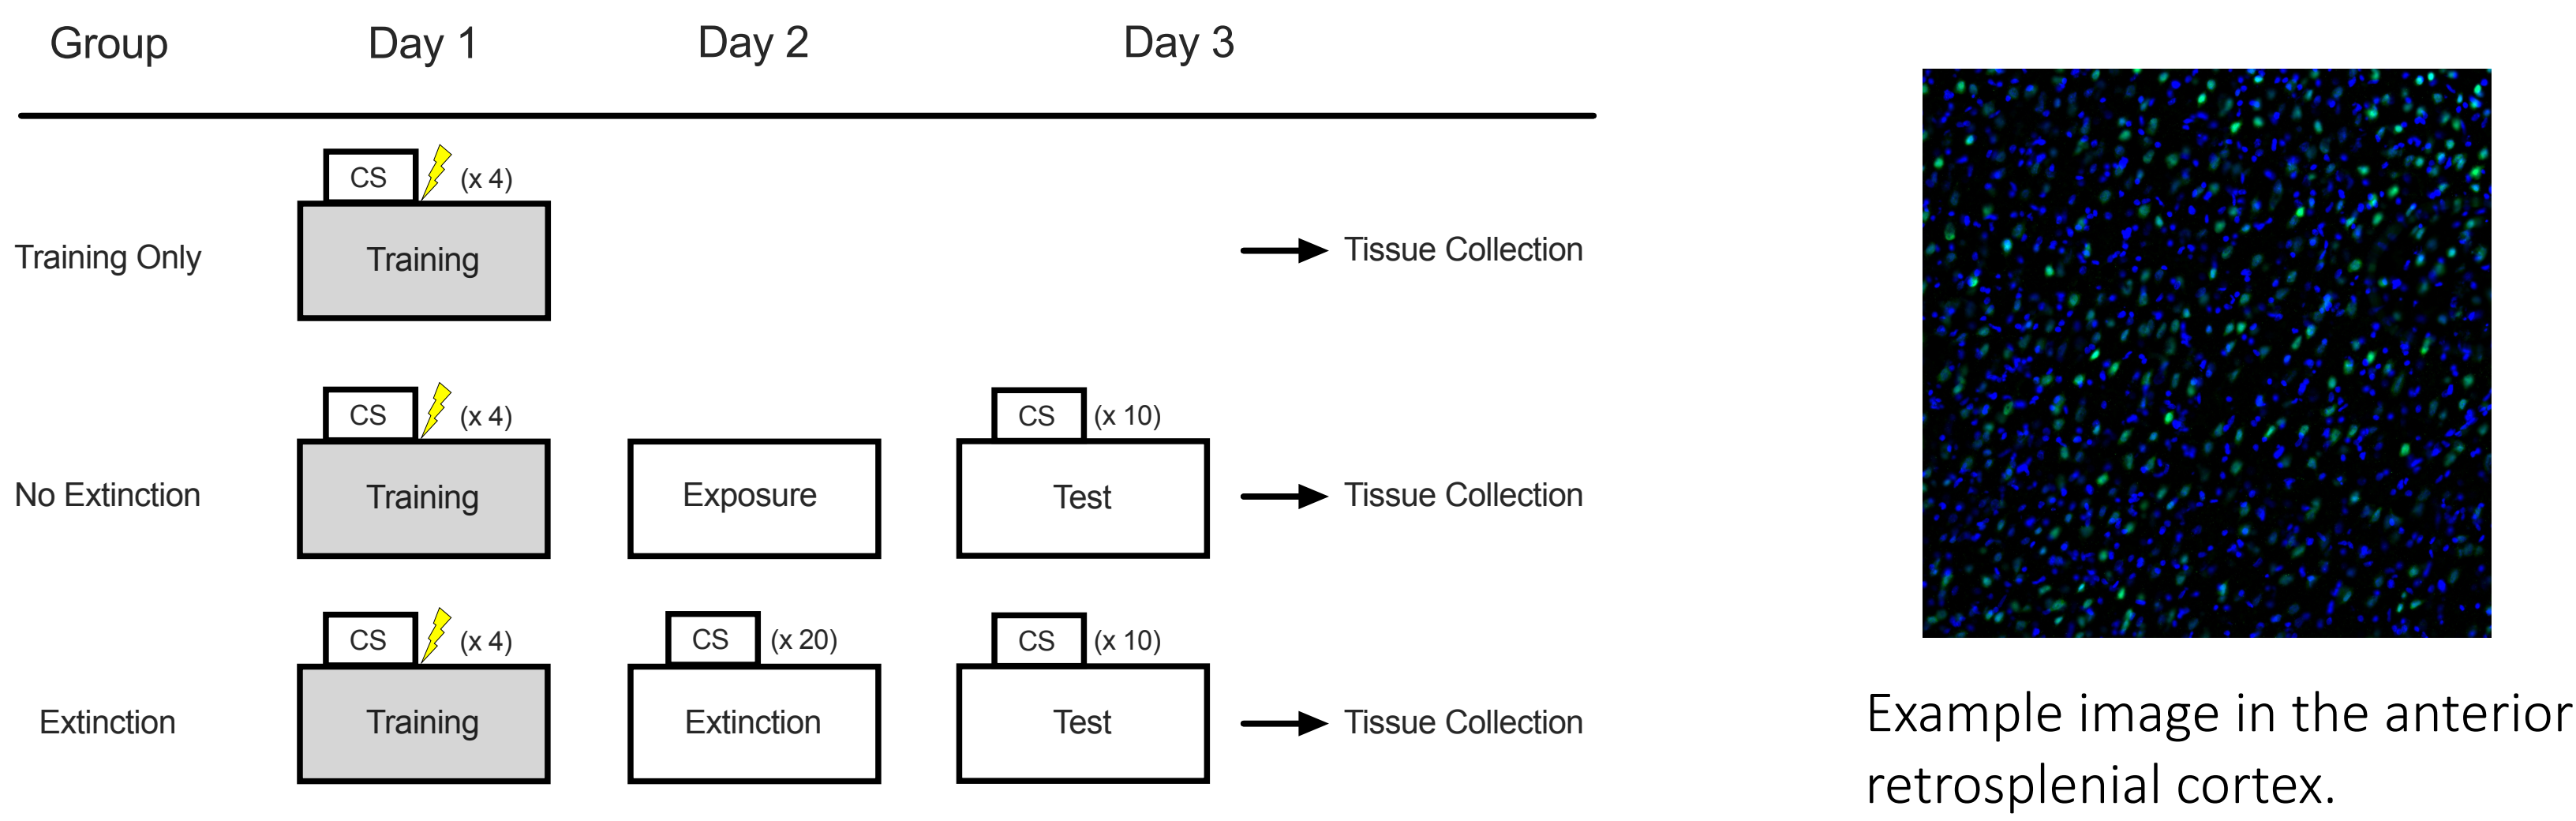 Group Day 1 Day 2 Day 3
CS (x 4)
Training Only Training Tissue Collection
CS (x 4) CS (x 10)
No Extinction Training Exposure Test Tissue Collection
CS (x 4) CS (x 20) CS (x 10)
Extinction Training Extinction Test Tissue Collection
Example image in the anterior
retrosplenial cortex.